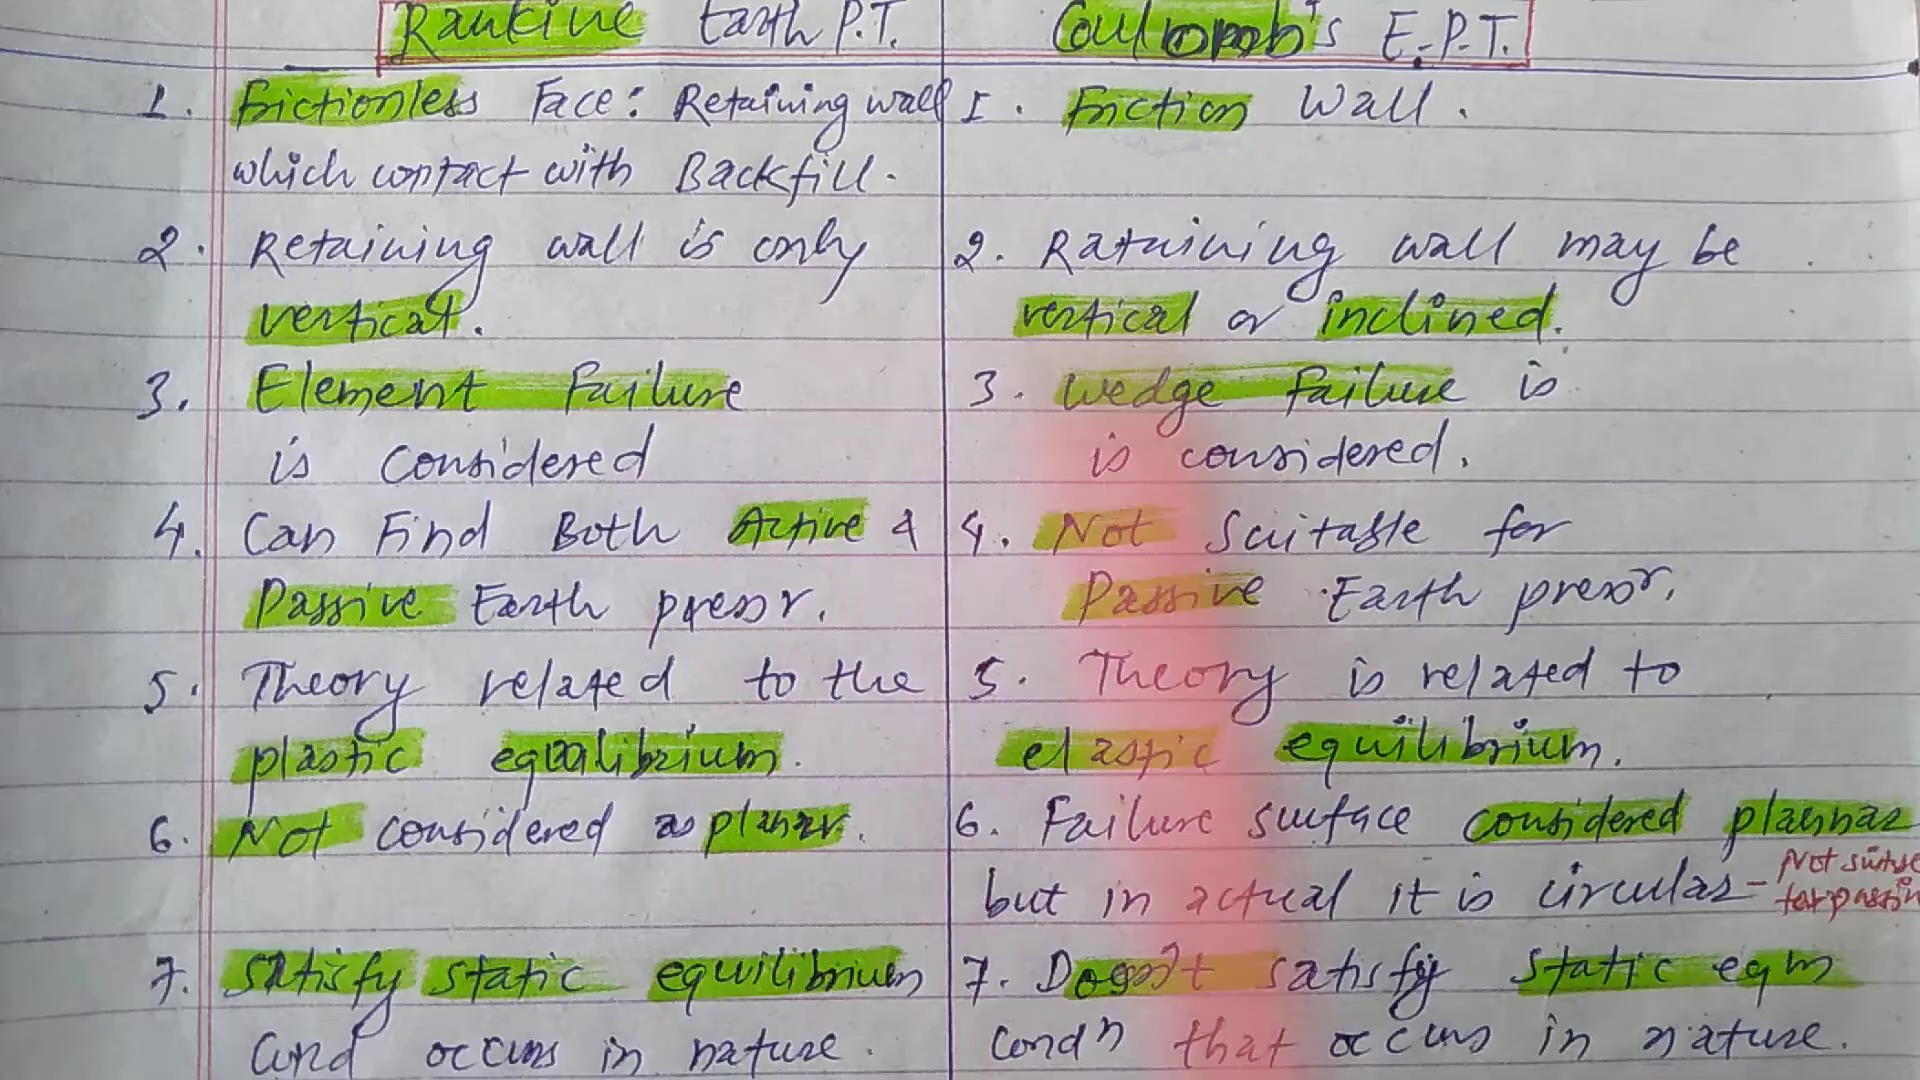 Rankine Earth P.T.
Coulomb's E.P.T.
1. Frictionless Face: Retaining wall
which contact with Backfill.
2. Retaining wall is only
vertical.
3. Element Failure
is considered
4. Can Find Both Active &
Passive Earth pressr.
5. Theory related to the
plastic equilibrium.
6. Not considered as planar.
7. Satisfy static equilibrium
Cond occurs in nature.
1. Friction Wall.
2. Rataining wall may be
vertical or inclined.
3. Wedge failure is
is considered.
4. Not Suitable for
Passive Earth pressr.
5. Theory is related to
elastic equilibrium.
6. Failure surface considered planar
but in actual it is circular - Not
7. Doesn't satisfy static eqm
condn that occurs in nature.